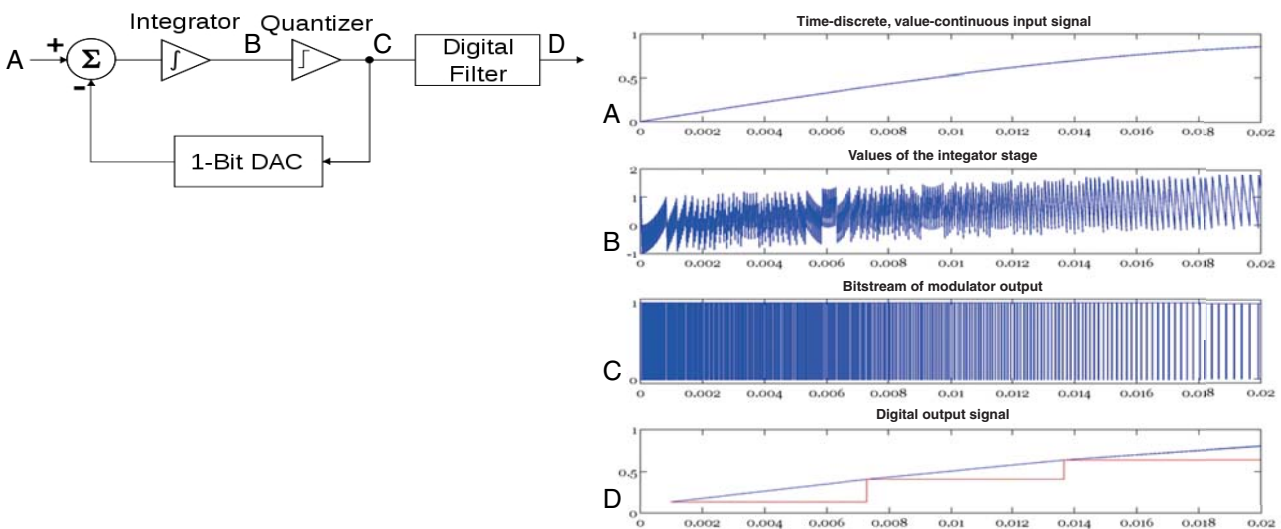 Integrator Quantizer
A + Σ ∫ B C Digital Filter D
-
1-Bit DAC
Time-discrete, value-continuous input signal
1
0.5
0
A
0 0.002 0.004 0.006 0.008 0.01 0.012 0.014 0.016 0.018 0.02
Values of the integator stage
2
1
0
-1
B
0 0.002 0.004 0.006 0.008 0.01 0.012 0.014 0.016 0.018 0.02
Bitstream of modulator output
1
0
C
0 0.002 0.004 0.006 0.008 0.01 0.012 0.014 0.016 0.018 0.02
Digital output signal
1
0.5
0
D
0 0.002 0.004 0.006 0.008 0.01 0.012 0.014 0.016 0.018 0.02